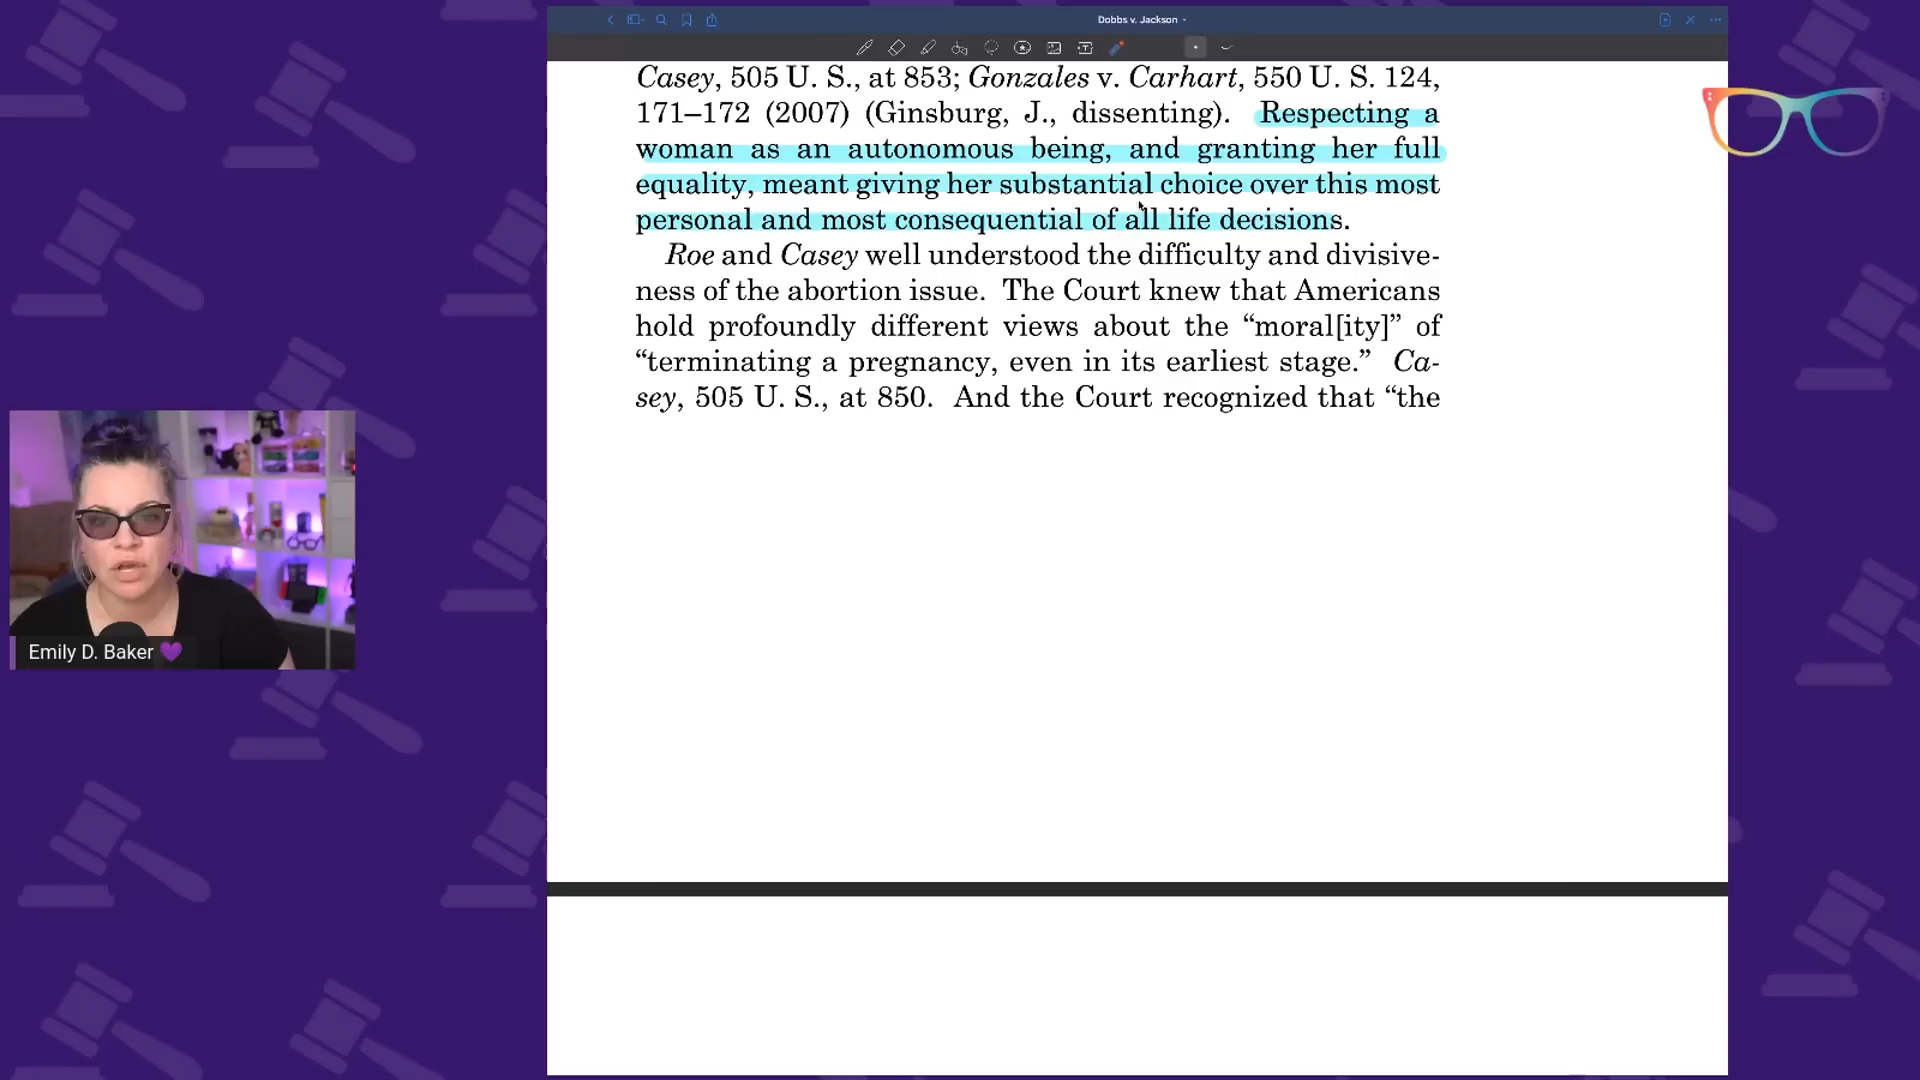 Dobbs v. Jackson
Casey, 505 U. S., at 853; Gonzales v. Carhart, 550 U. S. 124,
171–172 (2007) (Ginsburg, J., dissenting). Respecting a
woman as an autonomous being, and granting her full
equality, meant giving her substantial choice over this most
personal and most consequential of all life decisions.
Roe and Casey well understood the difficulty and divisive-
ness of the abortion issue. The Court knew that Americans
hold profoundly different views about the “moral[ity]” of
“terminating a pregnancy, even in its earliest stage.” Ca-
sey, 505 U. S., at 850. And the Court recognized that “the
Emily D. Baker 💜